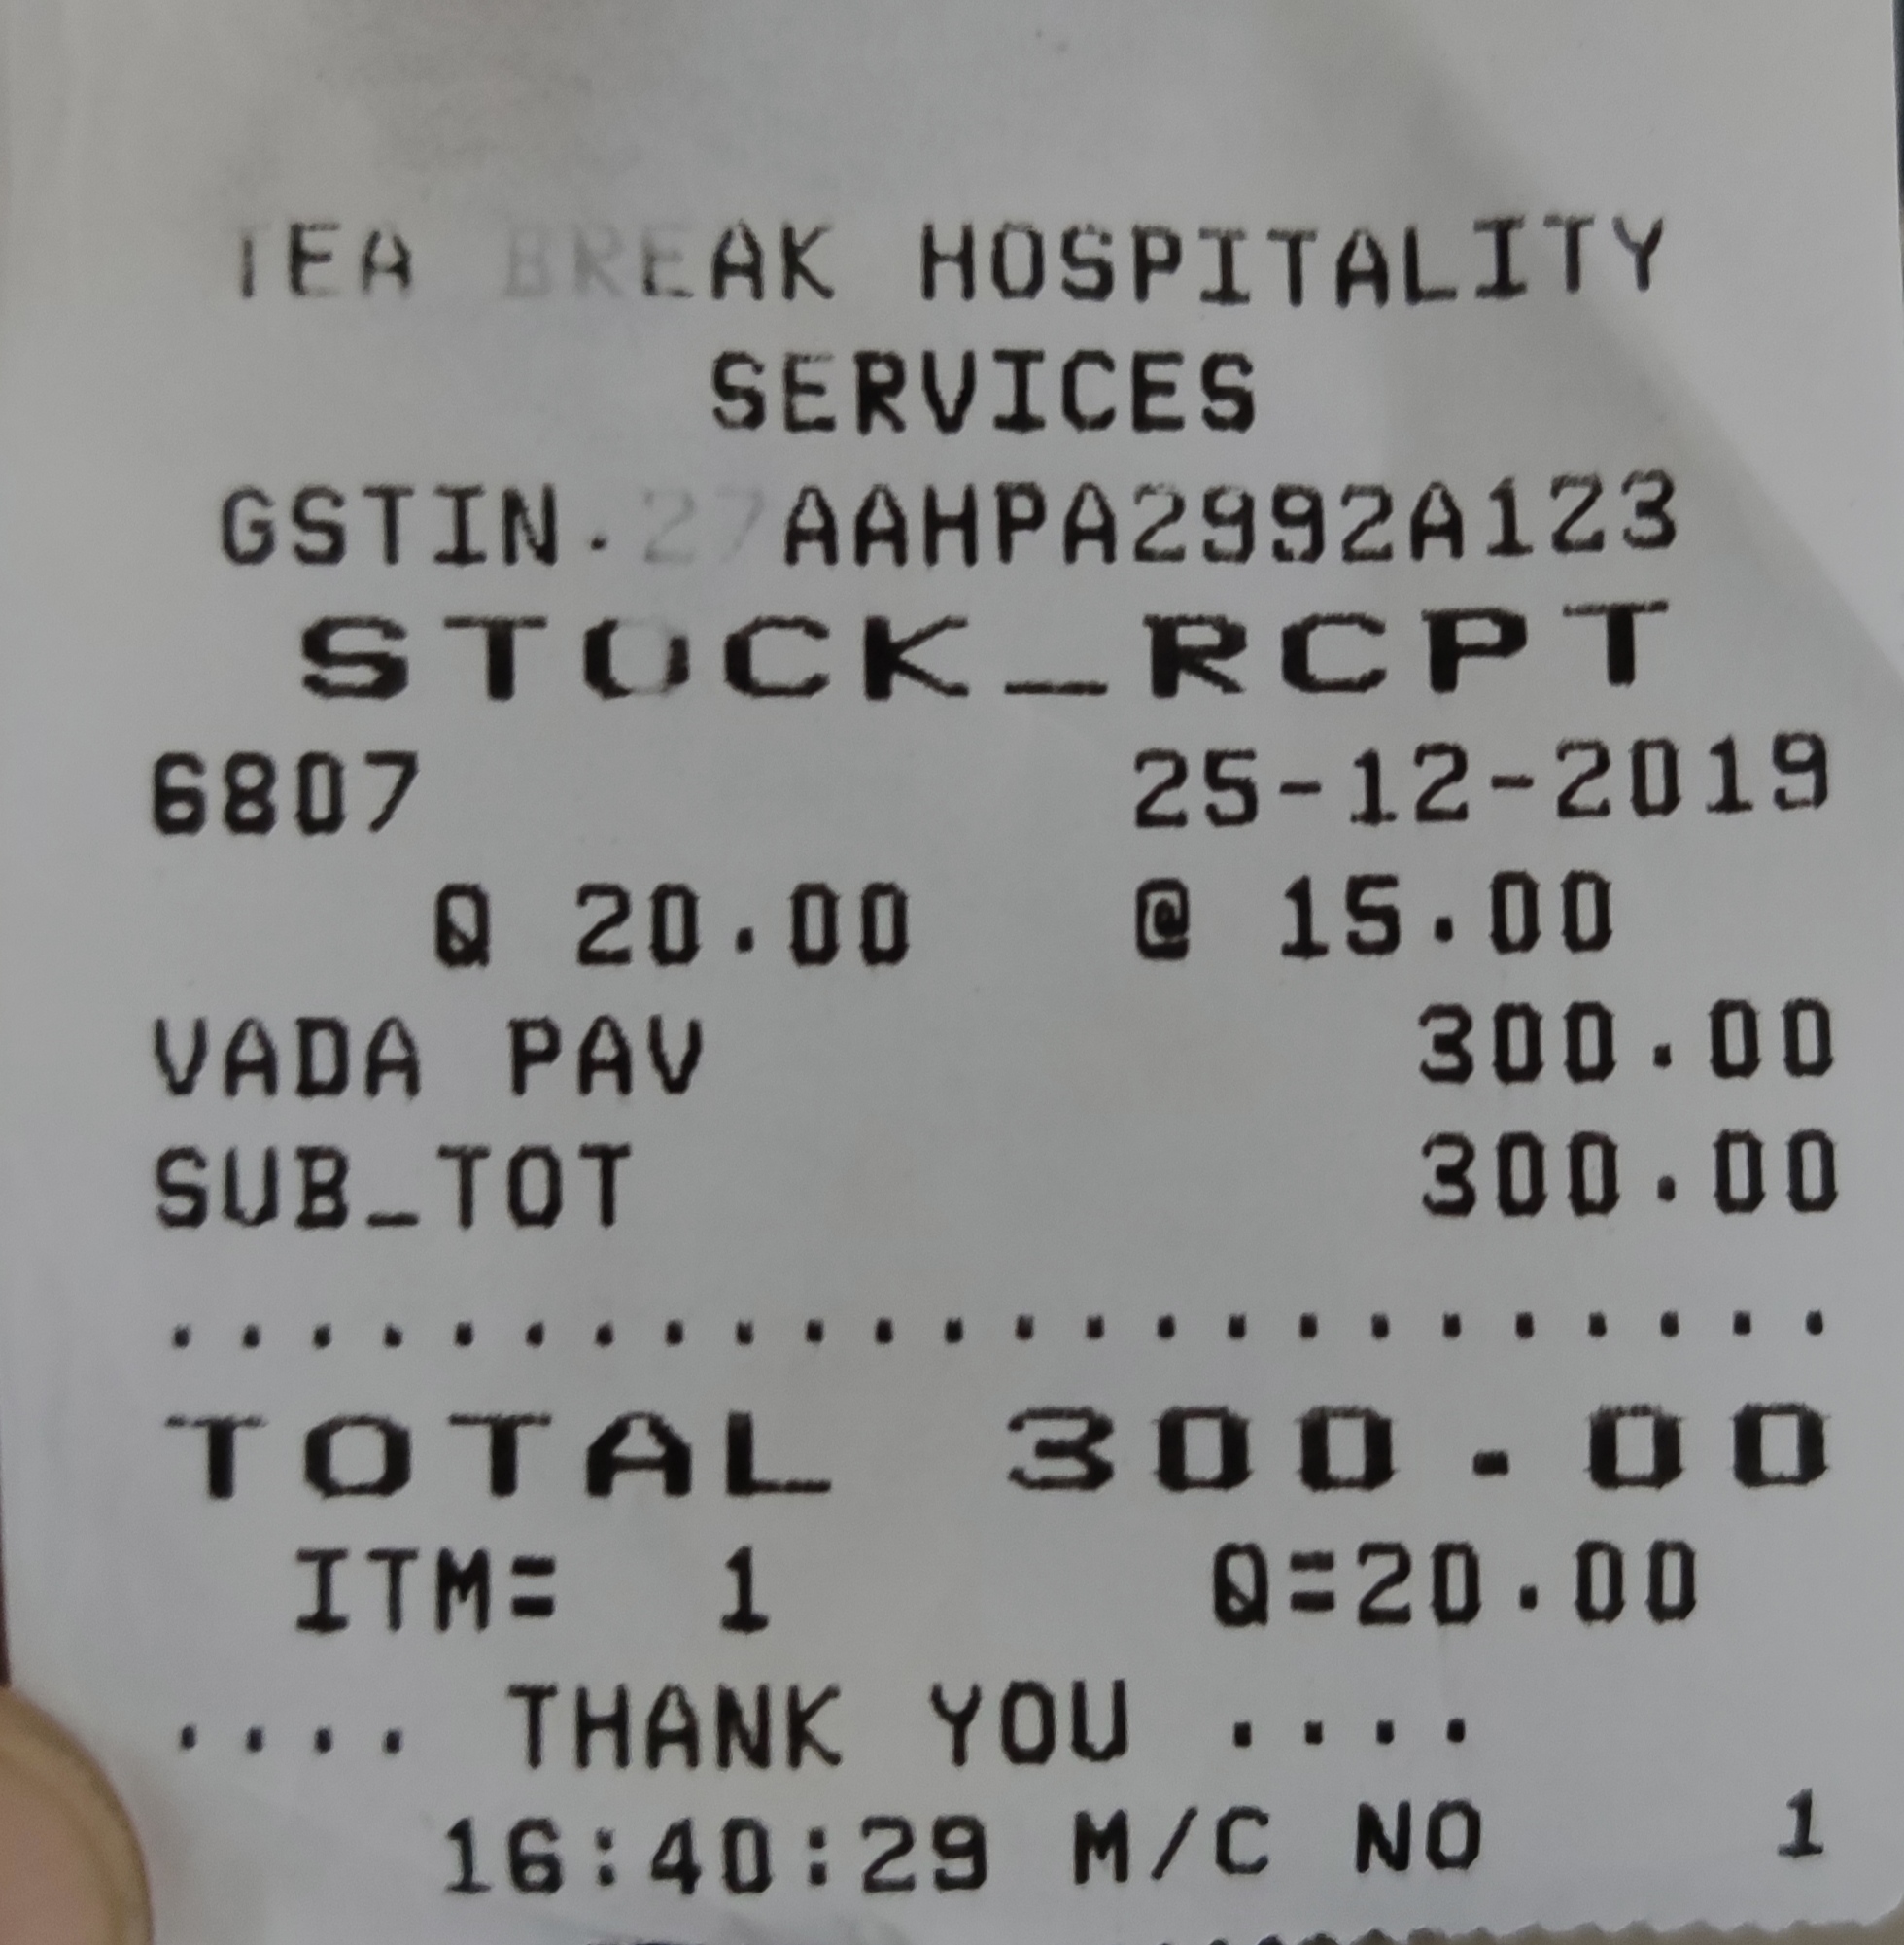 TEA BREAK HOSPITALITY
SERVICES
GSTIN.27AAHPA2992A123
STOCK_RCPT
6807 25-12-2019
Q 20.00 @ 15.00
VADA PAV 300.00
SUB_TOT 300.00
........................
TOTAL 300.00
ITM= 1 Q=20.00
.... THANK YOU ....
16:40:29 M/C NO 1